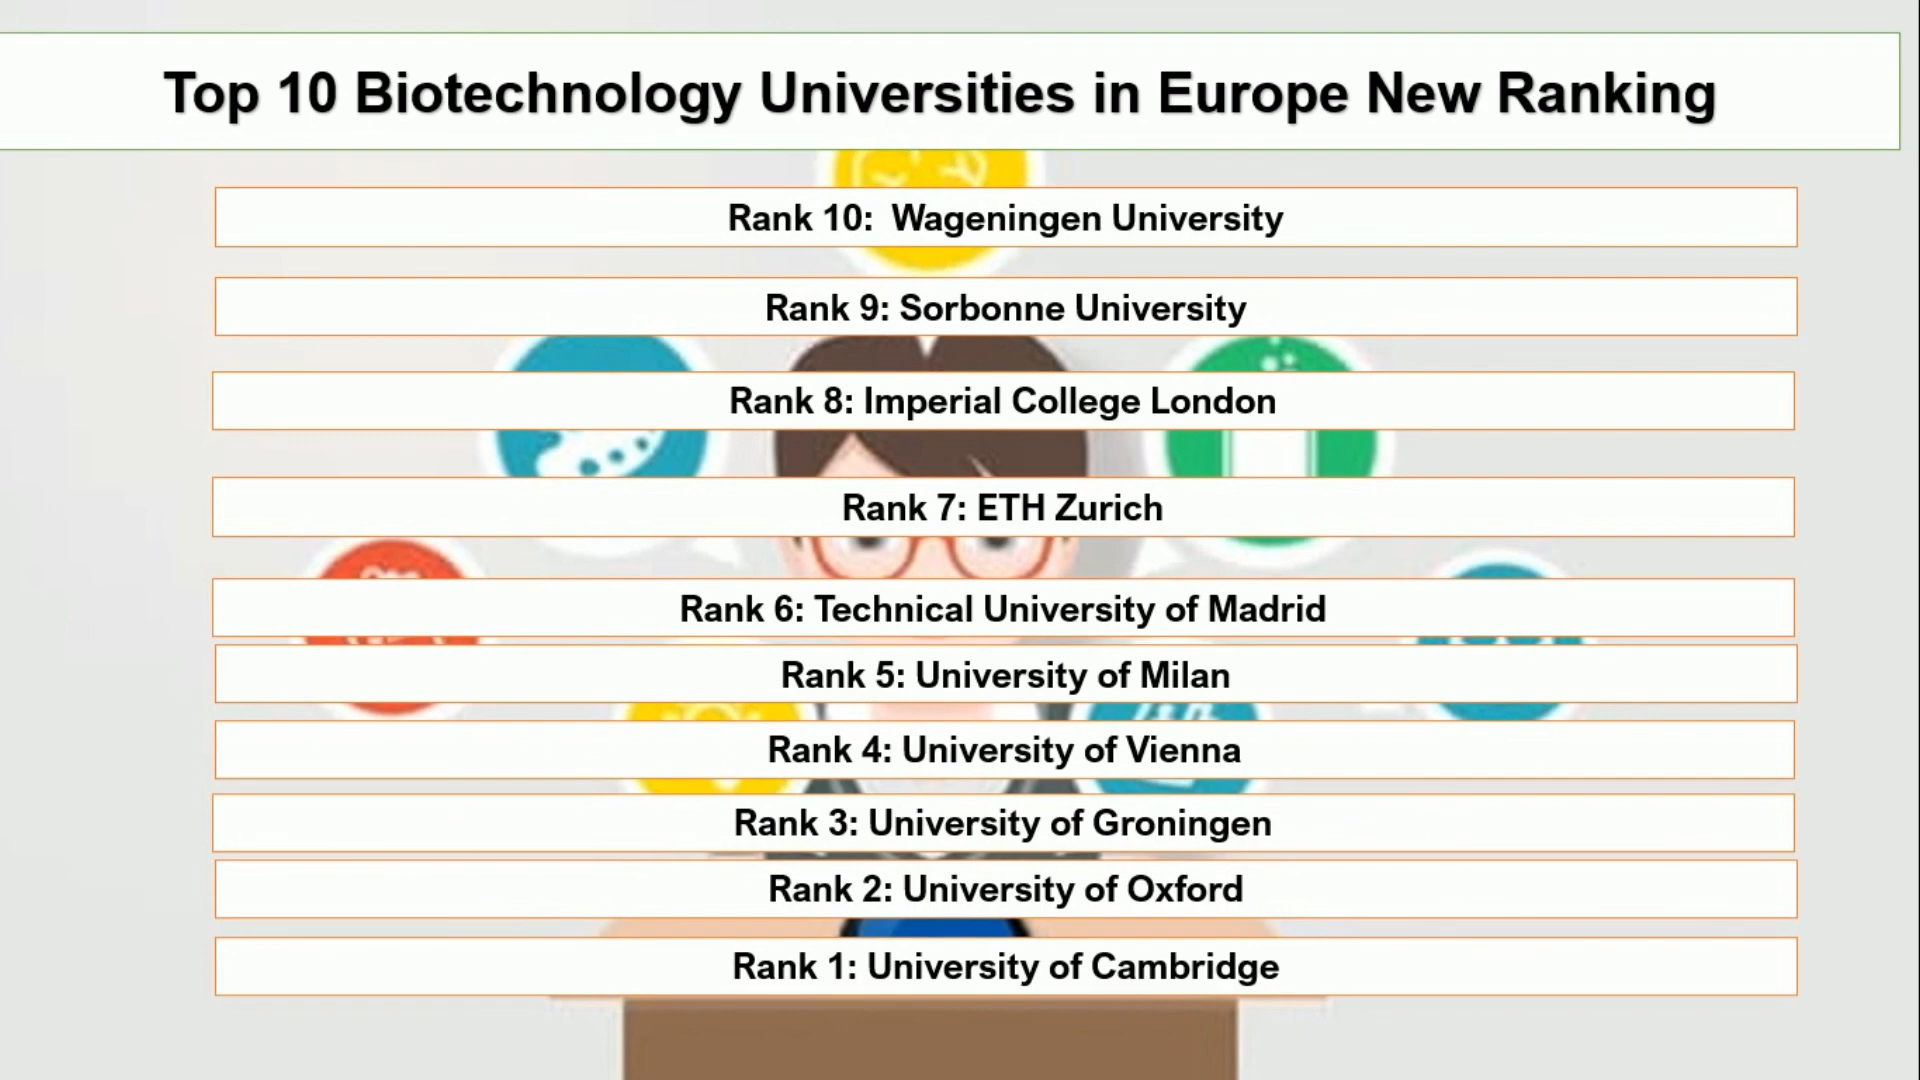 Top 10 Biotechnology Universities in Europe New Ranking
Rank 10:  Wageningen University
Rank 9: Sorbonne University
Rank 8: Imperial College London
Rank 7: ETH Zurich
Rank 6: Technical University of Madrid
Rank 5: University of Milan
Rank 4: University of Vienna
Rank 3: University of Groningen
Rank 2: University of Oxford
Rank 1: University of Cambridge